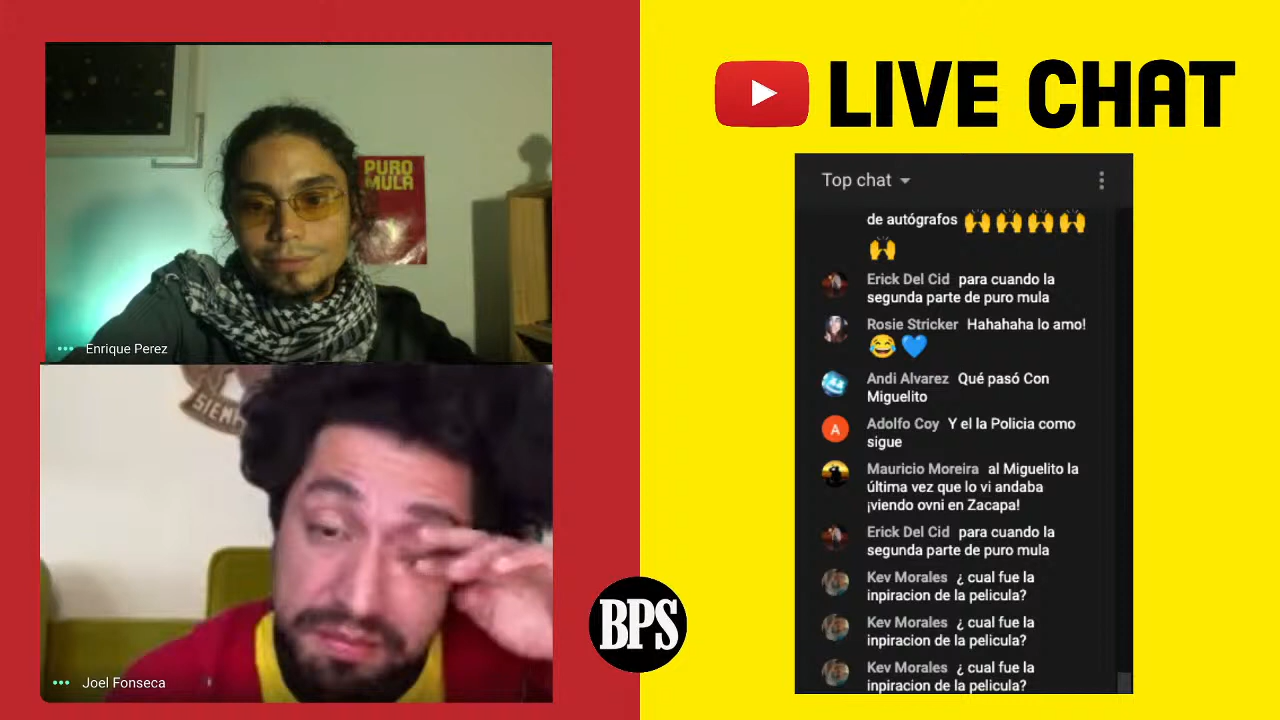 PURO
MULA
Enrique Perez
SIEM
Joel Fonseca
BPS
LIVE CHAT
Top chat
de autógrafos 🙌 🙌 🙌 🙌
🙌
Erick Del Cid para cuando la
segunda parte de puro mula
Rosie Stricker Hahahaha lo amo!
😂 💙
Andi Alvarez Qué pasó Con
Miguelito
A
Adolfo Coy Y el la Policia como
sigue
Mauricio Moreira al Miguelito la
última vez que lo vi andaba
¡viendo ovni en Zacapa!
Erick Del Cid para cuando la
segunda parte de puro mula
Kev Morales ¿ cual fue la
inpiracion de la pelicula?
Kev Morales ¿ cual fue la
inpiracion de la pelicula?
Kev Morales ¿ cual fue la
inpiracion de la pelicula?